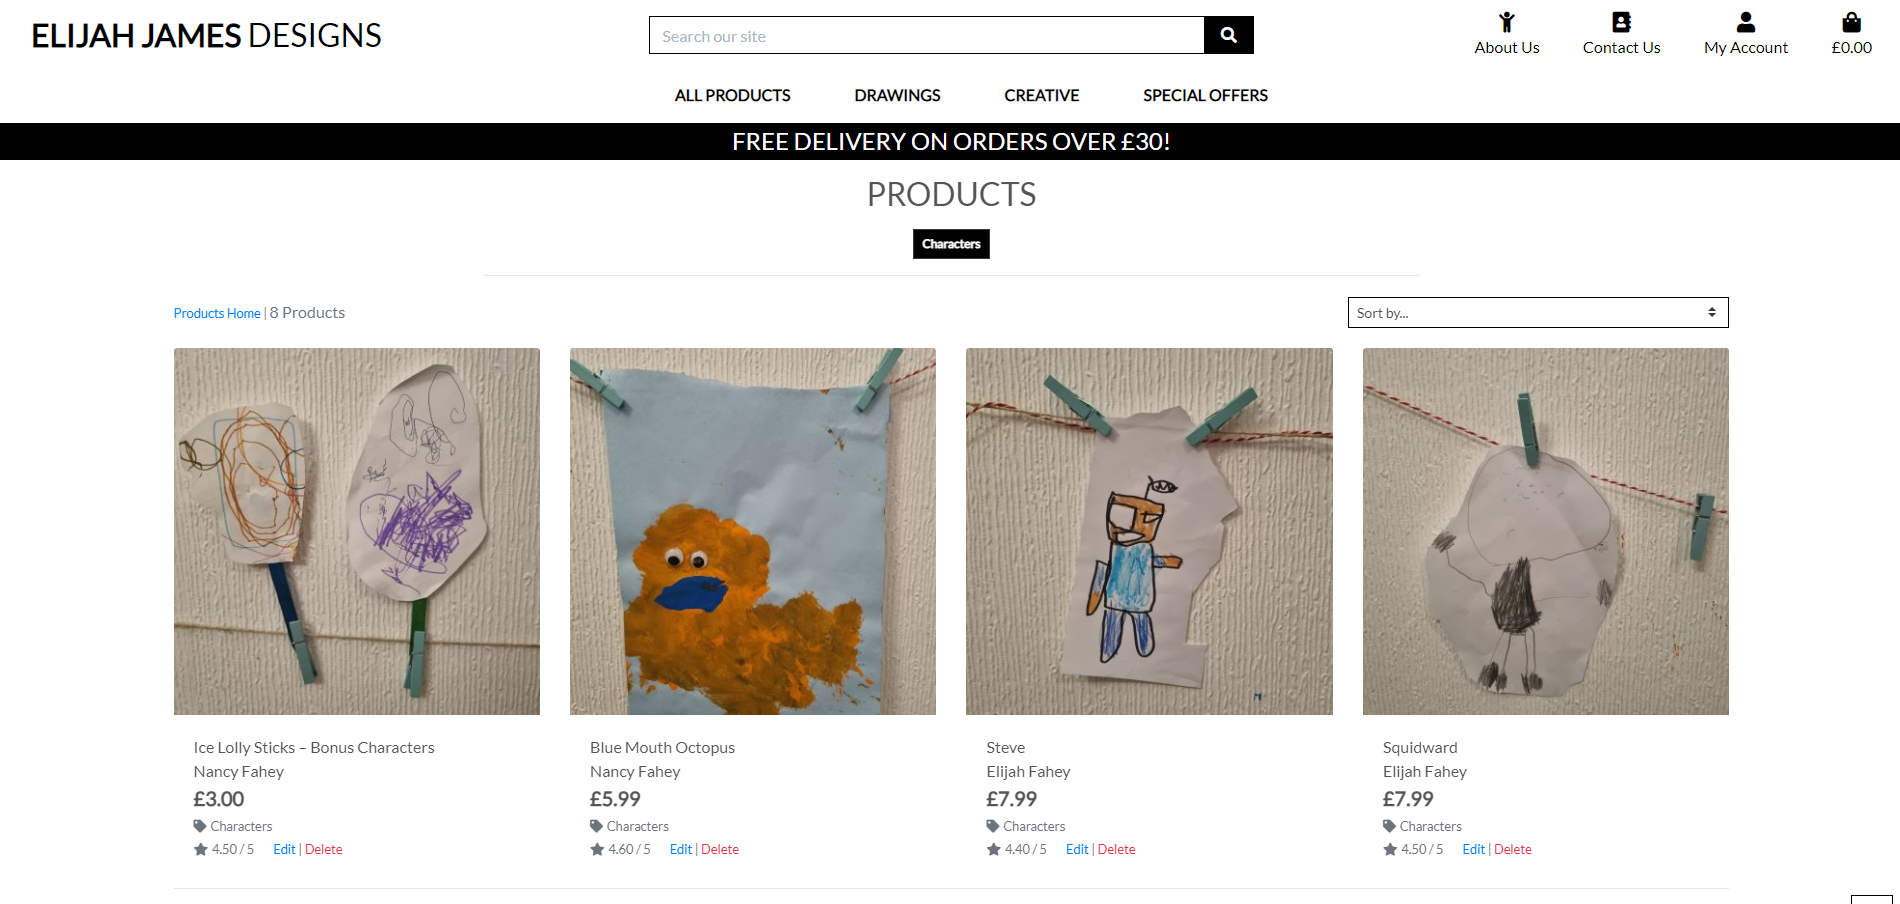 ELIJAH JAMES DESIGNS
Search our site
About Us
Contact Us
My Account
£0.00
ALL PRODUCTS
DRAWINGS
CREATIVE
SPECIAL OFFERS
FREE DELIVERY ON ORDERS OVER £30!
PRODUCTS
Characters
Products Home | 8 Products
Sort by...
Ice Lolly Sticks – Bonus Characters
Nancy Fahey
£3.00
Characters
4.50 / 5 Edit | Delete
Blue Mouth Octopus
Nancy Fahey
£5.99
Characters
4.60 / 5 Edit | Delete
Steve
Elijah Fahey
£7.99
Characters
4.40 / 5 Edit | Delete
Squidward
Elijah Fahey
£7.99
Characters
4.50 / 5 Edit | Delete